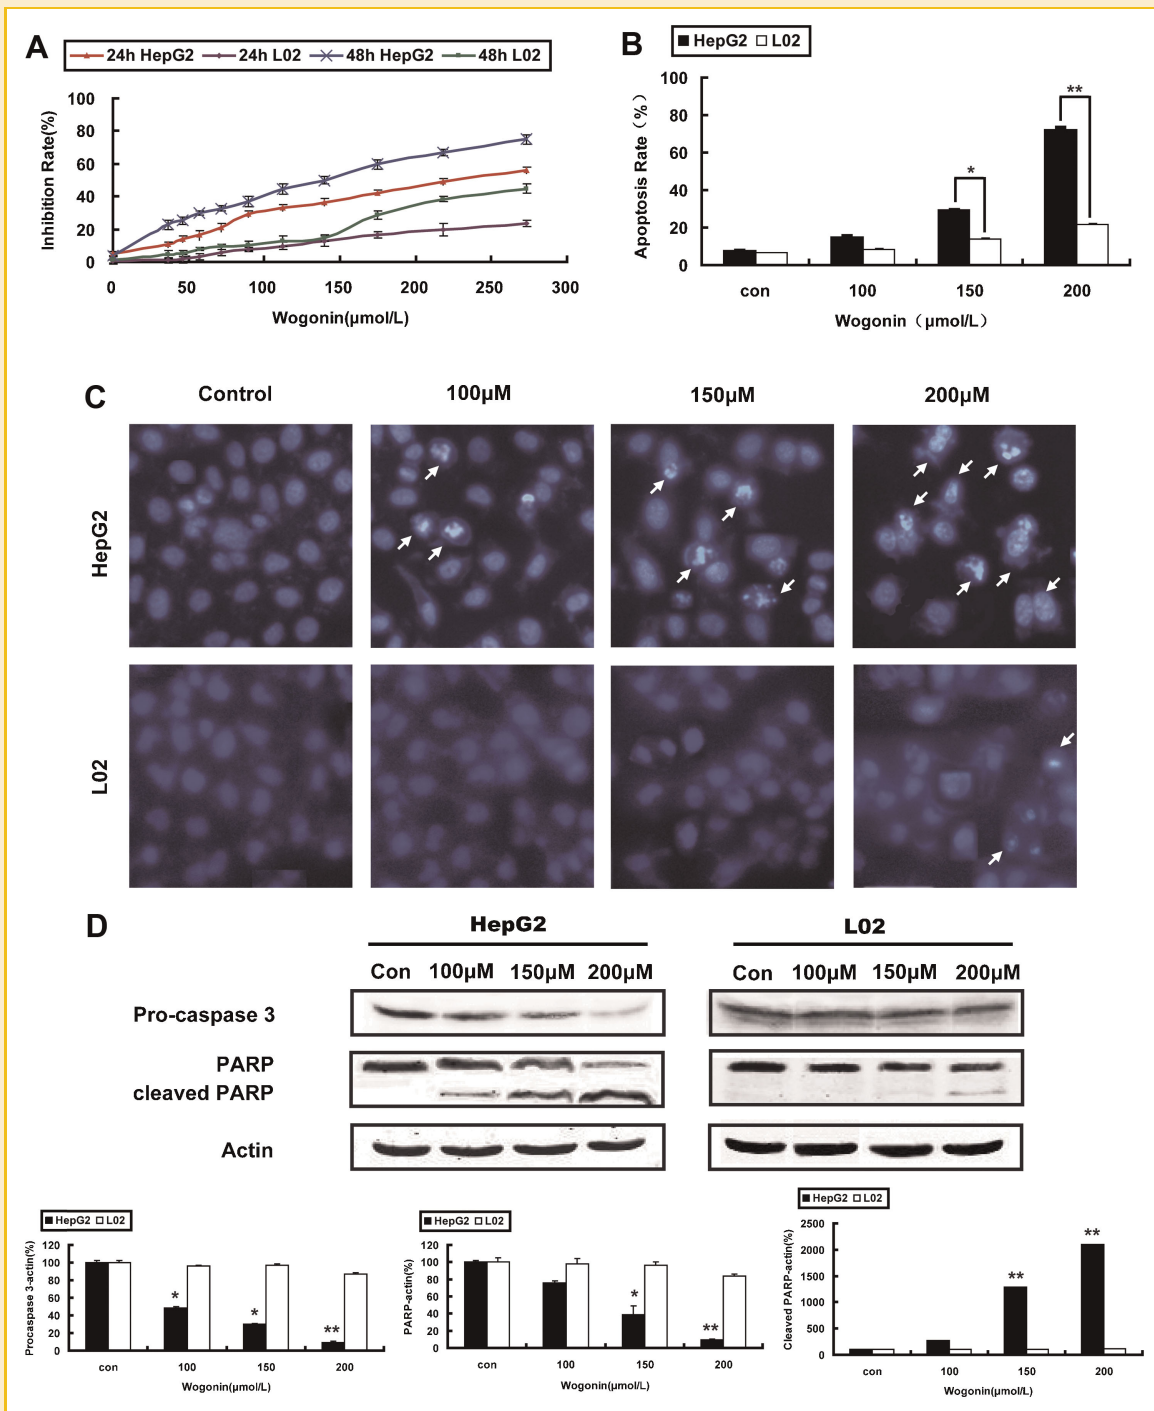 A
24h HepG2 24h L02 48h HepG2 48h L02
Inhibition Rate(%)
100
80
60
40
20
0
0 50 100 150 200 250 300
Wogonin(μmol/L)
B
HepG2 L02
Apoptosis Rate（%）
100
80
60
40
20
0
* **
con 100 150 200
Wogonin（μmol/L）
C
Control 100μM 150μM 200μM
HepG2
L02
D
HepG2 L02
Con 100μM 150μM 200μM Con 100μM 150μM 200μM
Pro-caspase 3
PARP
cleaved PARP
Actin
HepG2 L02
Procaspase 3-actin(%)
120
100
80
60
40
20
0
* * **
con 100 150 200
Wogonin(μmol/L)
HepG2 L02
PARP-actin(%)
120
100
80
60
40
20
0
* **
con 100 150 200
Wogonin(μmol/L)
HepG2 L02
Cleaved PARP-actin(%)
2500
2000
1500
1000
500
0
** **
con 100 150 200
Wogonin(μmol/L)